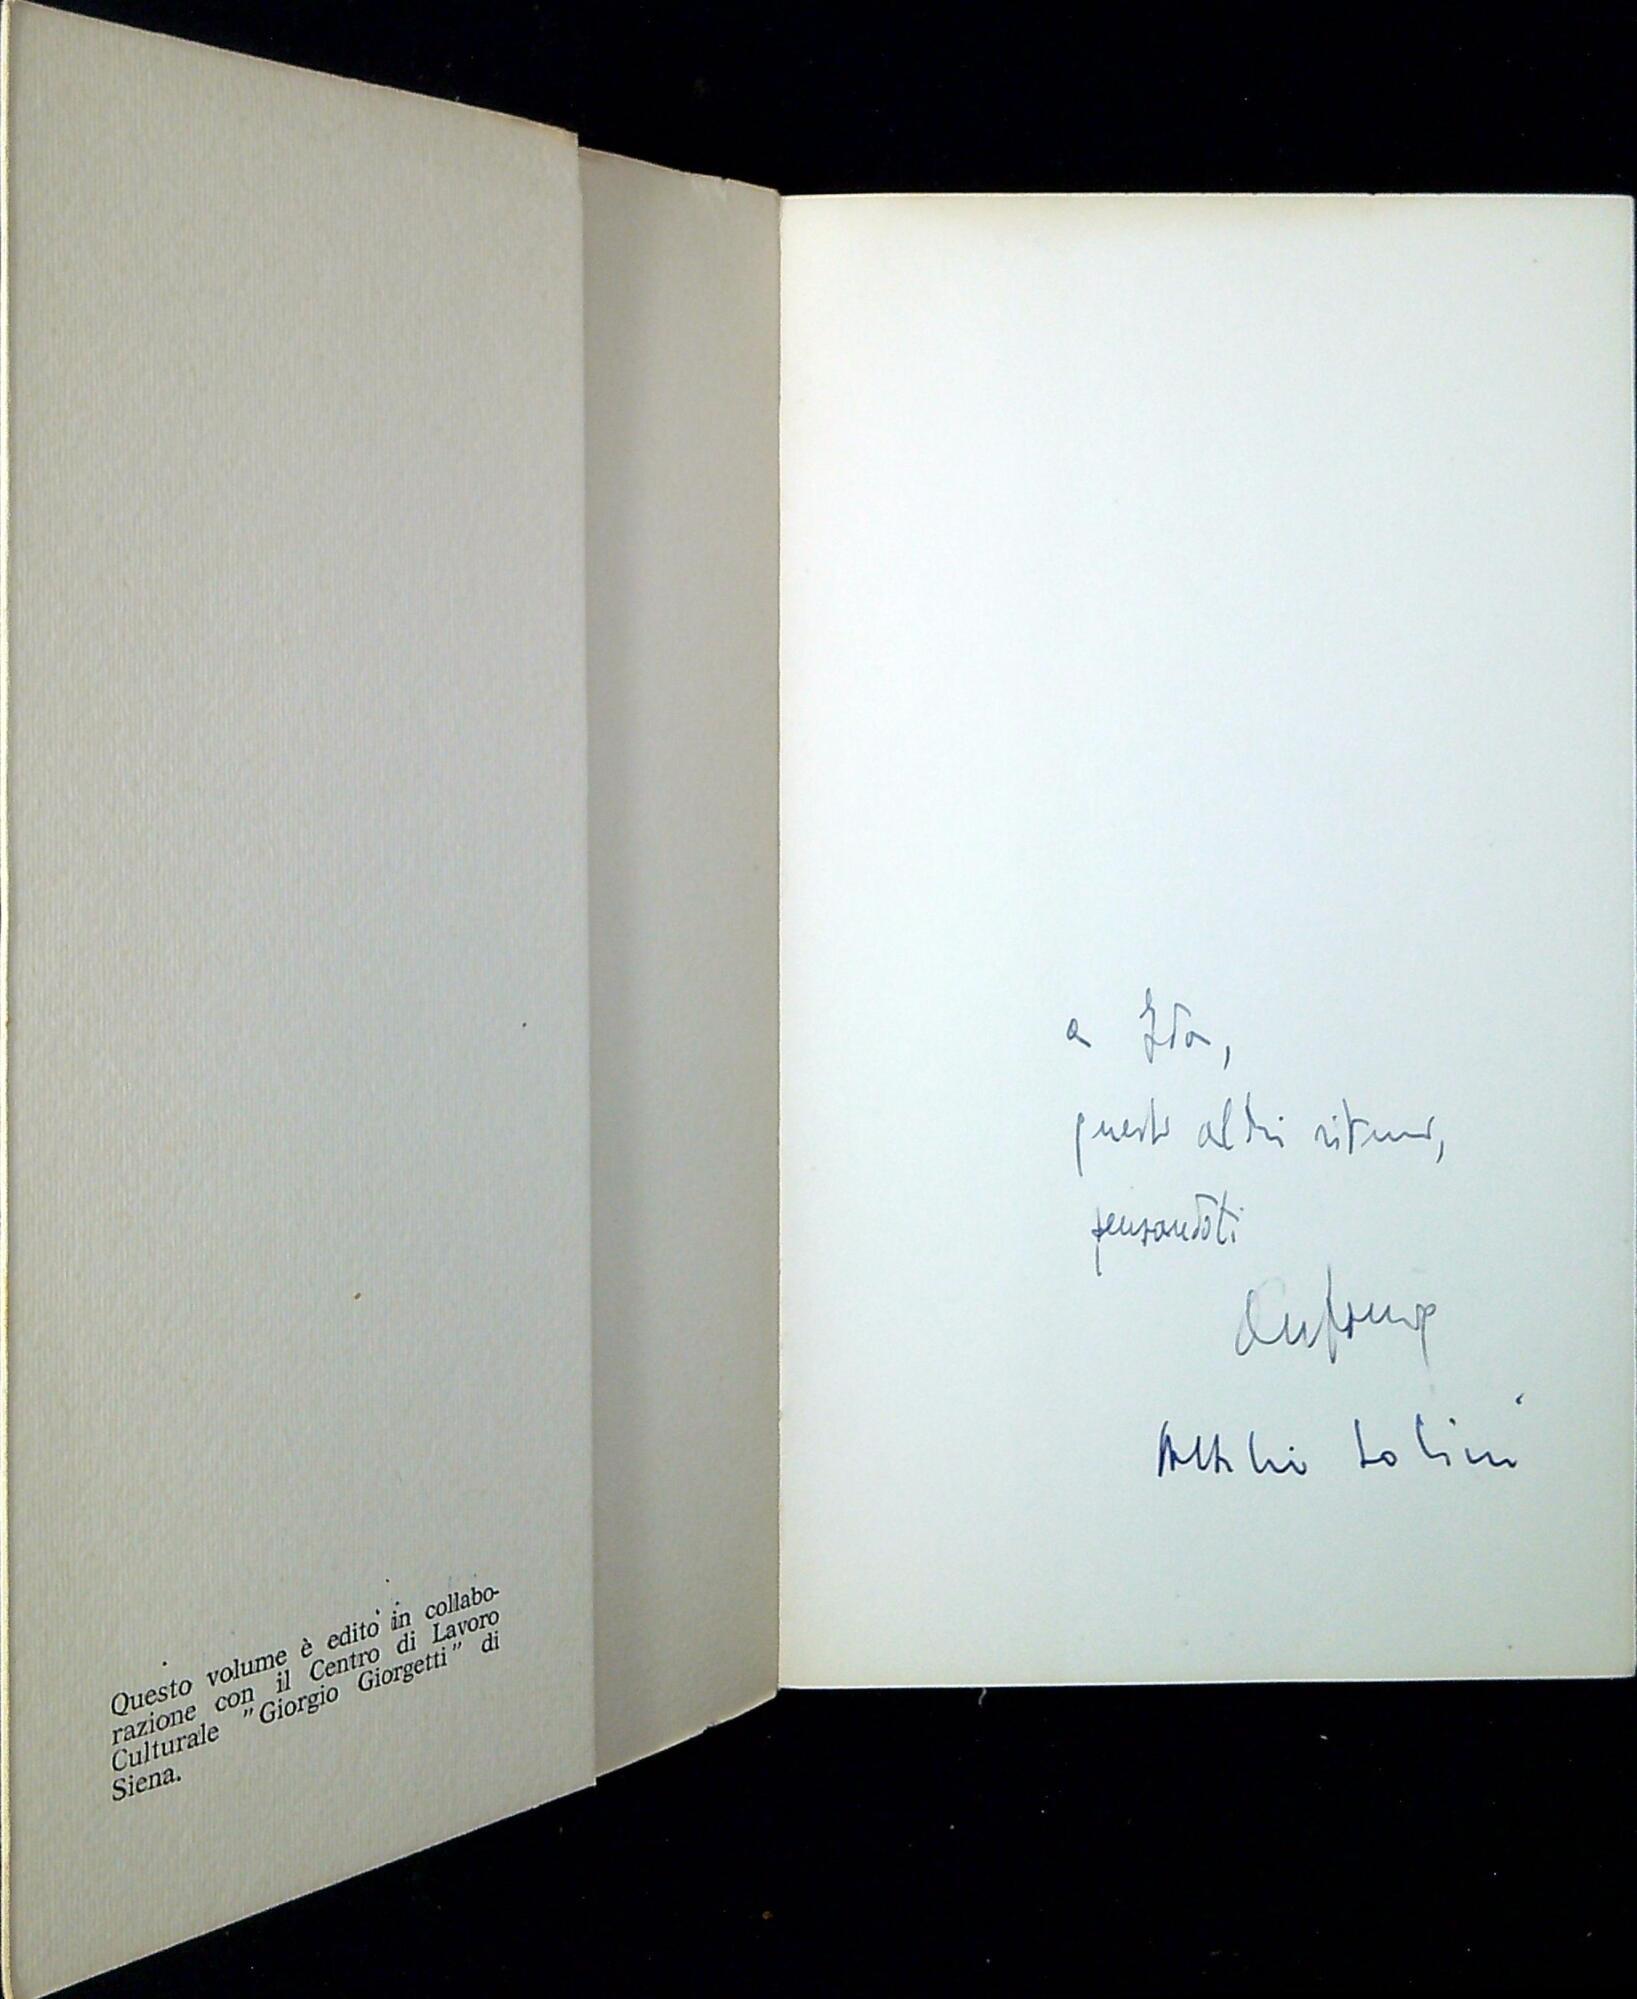 Questo volume è edito in collabo-
razione con il Centro di Lavoro
Culturale "Giorgio Giorgetti" di
Siena.
a Ida,
questi altri
pensandoti
Attilio Lolini